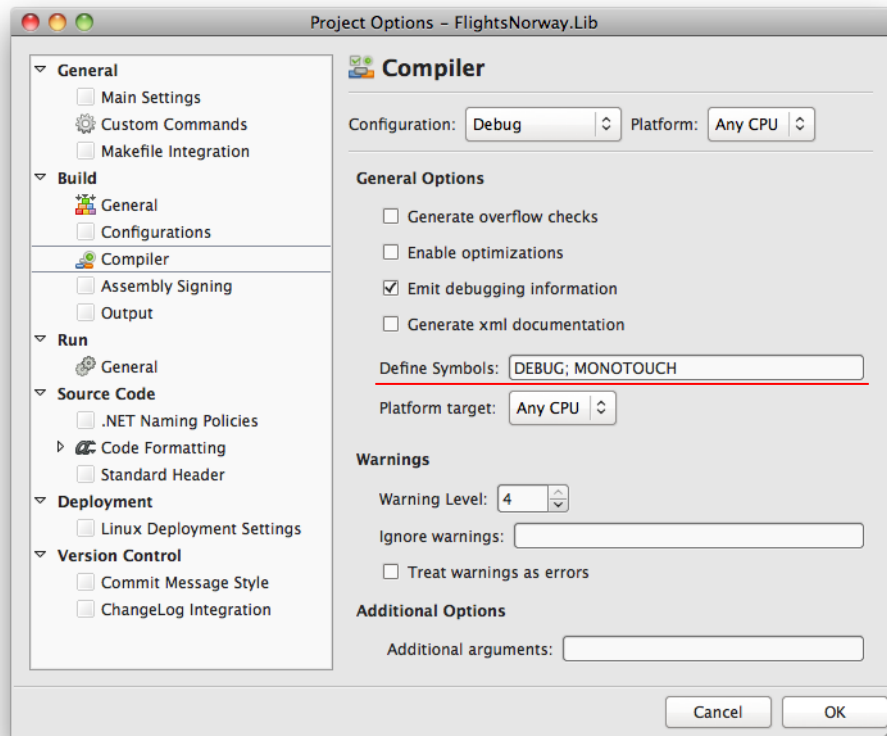 Project Options – FlightsNorway.Lib
General
Main Settings
Custom Commands
Makefile Integration
Build
General
Configurations
Compiler
Assembly Signing
Output
Run
General
Source Code
.NET Naming Policies
Code Formatting
Standard Header
Deployment
Linux Deployment Settings
Version Control
Commit Message Style
ChangeLog Integration
Compiler
Configuration: Debug Platform: Any CPU
General Options
Generate overflow checks
Enable optimizations
Emit debugging information
Generate xml documentation
Define Symbols: DEBUG; MONOTOUCH
Platform target: Any CPU
Warnings
Warning Level: 4
Ignore warnings:
Treat warnings as errors
Additional Options
Additional arguments:
Cancel OK